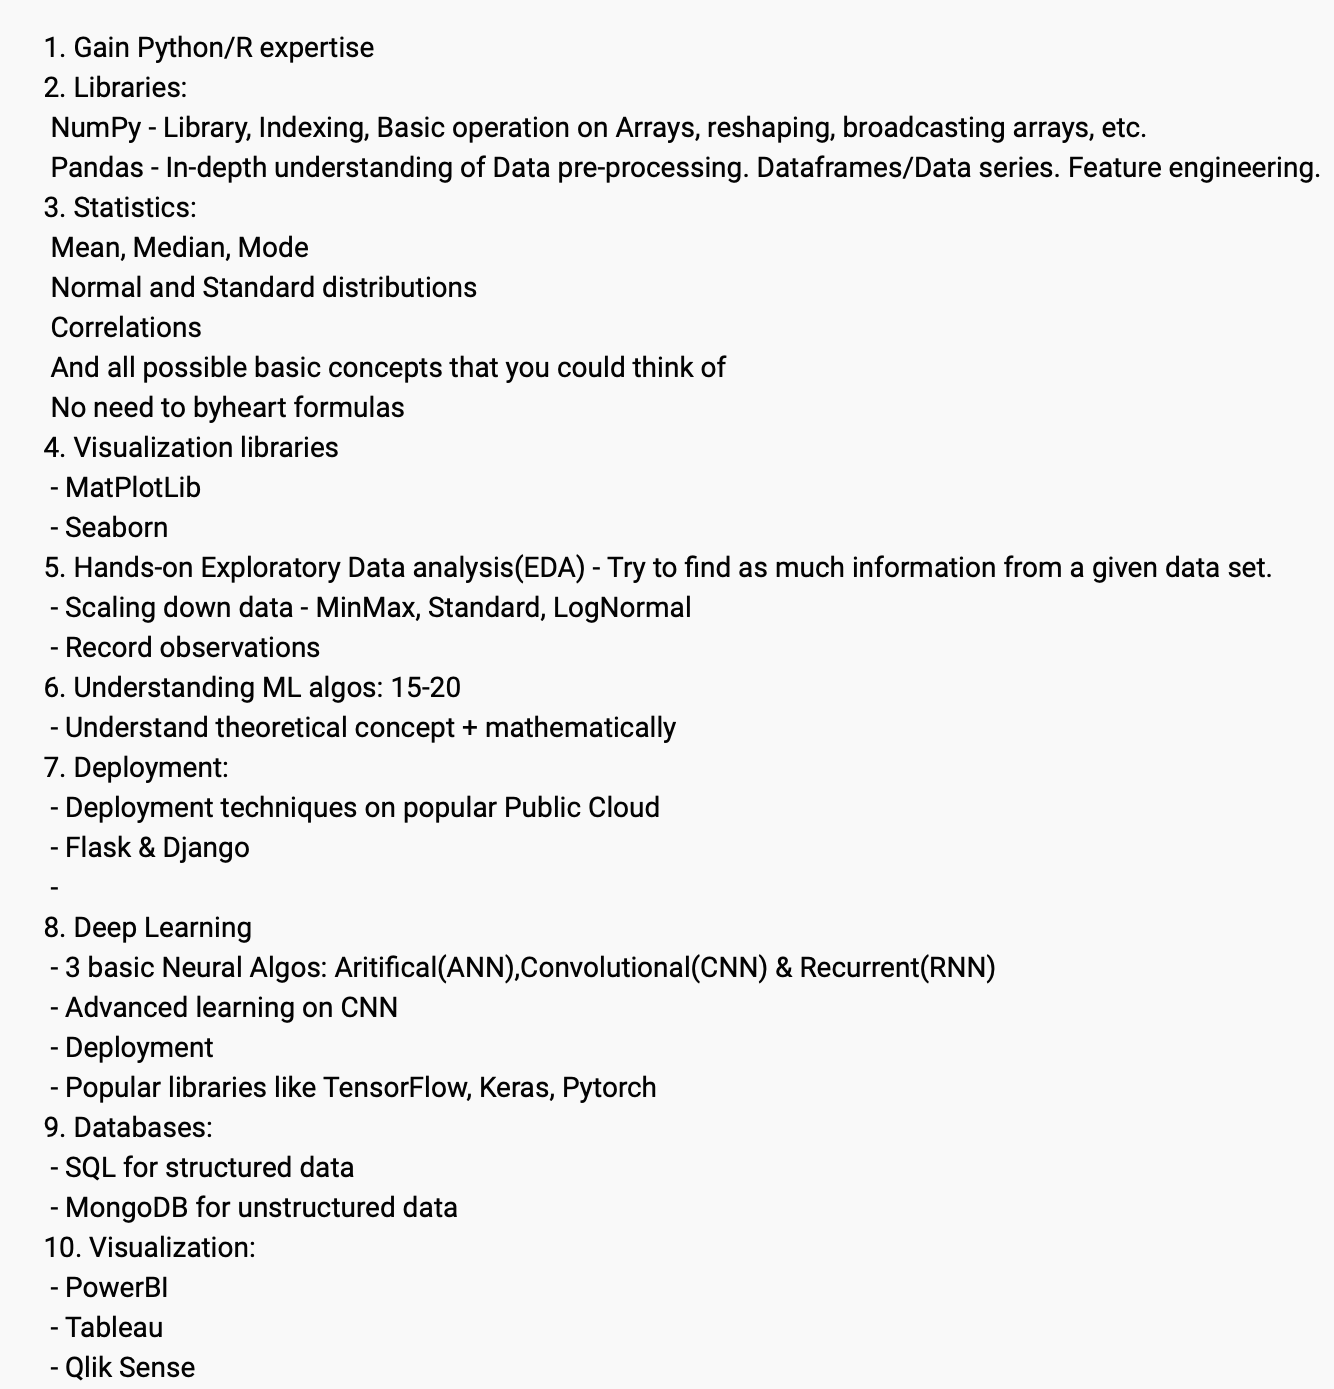 1. Gain Python/R expertise
2. Libraries:
NumPy - Library, Indexing, Basic operation on Arrays, reshaping, broadcasting arrays, etc.
Pandas - In-depth understanding of Data pre-processing. Dataframes/Data series. Feature engineering.
3. Statistics:
Mean, Median, Mode
Normal and Standard distributions
Correlations
And all possible basic concepts that you could think of
No need to byheart formulas
4. Visualization libraries
- MatPlotLib
- Seaborn
5. Hands-on Exploratory Data analysis(EDA) - Try to find as much information from a given data set.
- Scaling down data - MinMax, Standard, LogNormal
- Record observations
6. Understanding ML algos: 15-20
- Understand theoretical concept + mathematically
7. Deployment:
- Deployment techniques on popular Public Cloud
- Flask & Django
-
8. Deep Learning
- 3 basic Neural Algos: Aritifical(ANN),Convolutional(CNN) & Recurrent(RNN)
- Advanced learning on CNN
- Deployment
- Popular libraries like TensorFlow, Keras, Pytorch
9. Databases:
- SQL for structured data
- MongoDB for unstructured data
10. Visualization:
- PowerBI
- Tableau
- Qlik Sense